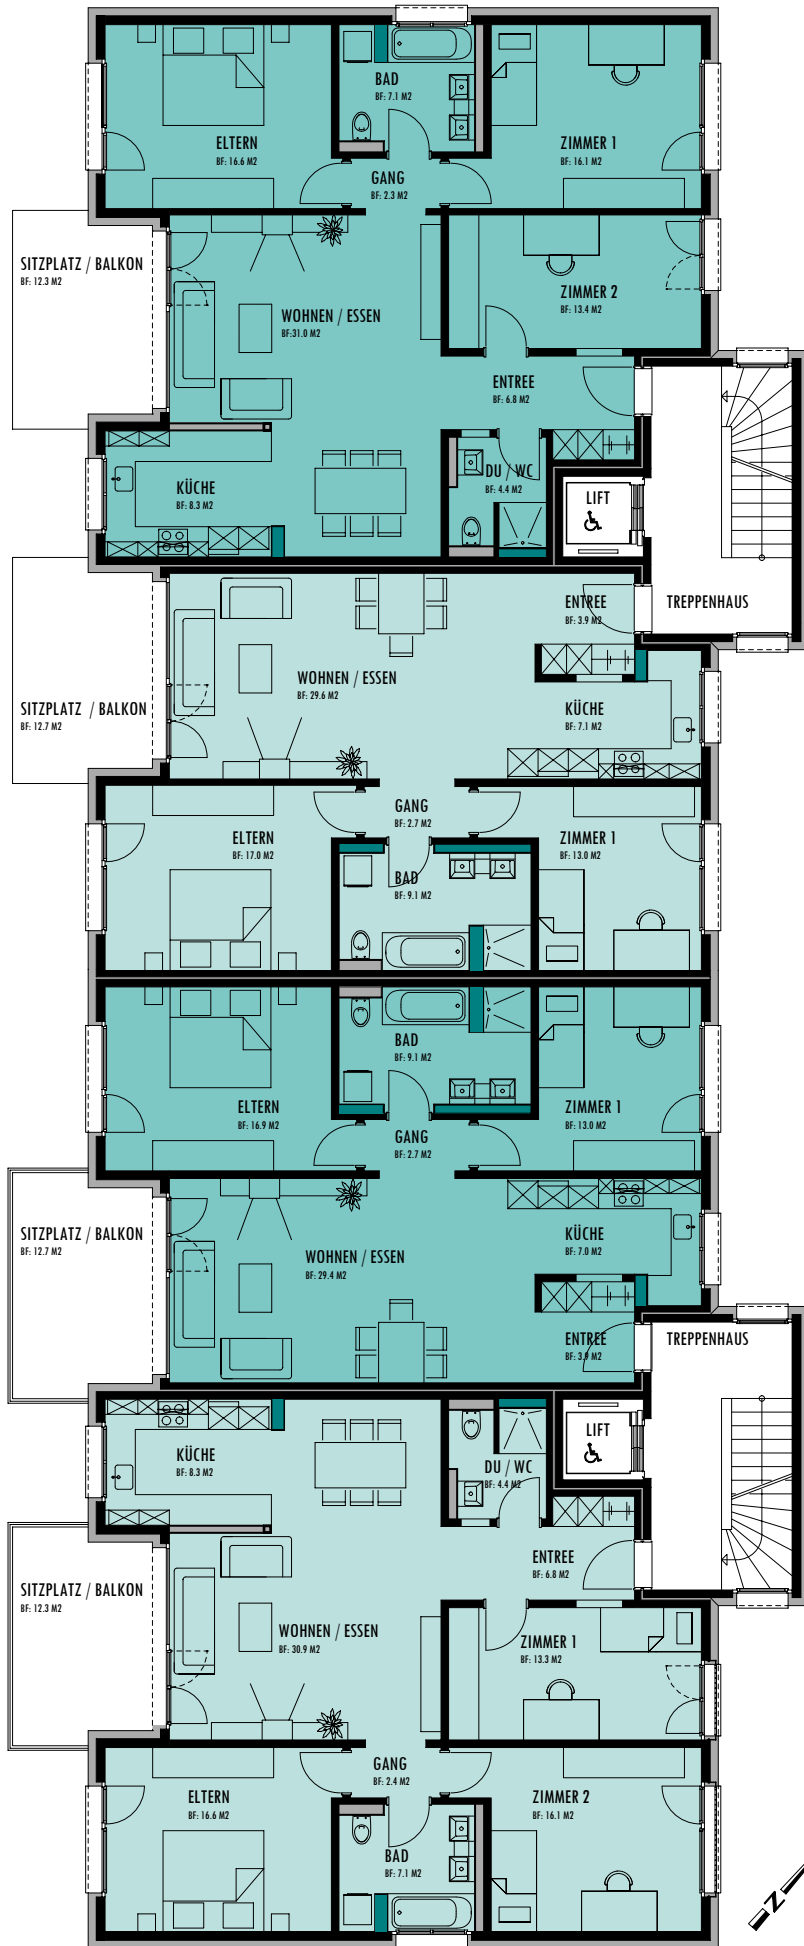 BAD
BF: 7.1 M2
ELTERN
BF: 16.6 M2
ZIMMER 1
BF: 16.1 M2
GANG
BF: 2.3 M2
SITZPLATZ / BALKON
BF: 12.3 M2
ZIMMER 2
BF: 13.4 M2
WOHNEN / ESSEN
BF:31.0 M2
ENTREE
BF: 6.8 M2
KÜCHE
BF: 8.3 M2
DU / WC
BF: 4.4 M2
LIFT
TREPPENHAUS
ENTREE
BF: 3.9 M2
WOHNEN / ESSEN
BF: 29.6 M2
SITZPLATZ / BALKON
BF: 12.7 M2
KÜCHE
BF: 7.1 M2
GANG
BF: 2.7 M2
ELTERN
BF: 17.0 M2
ZIMMER 1
BF: 13.0 M2
BAD
BF: 9.1 M2
BAD
BF: 9.1 M2
ELTERN
BF: 16.9 M2
ZIMMER 1
BF: 13.0 M2
GANG
BF: 2.7 M2
SITZPLATZ / BALKON
BF: 12.7 M2
KÜCHE
BF: 7.0 M2
WOHNEN / ESSEN
BF: 29.4 M2
ENTREE
BF: 3.9 M2
TREPPENHAUS
LIFT
KÜCHE
BF: 8.3 M2
DU / WC
BF: 4.4 M2
ENTREE
BF: 6.8 M2
SITZPLATZ / BALKON
BF: 12.3 M2
WOHNEN / ESSEN
BF: 30.9 M2
ZIMMER 1
BF: 13.3 M2
GANG
BF: 2.4 M2
ELTERN
BF: 16.6 M2
ZIMMER 2
BF: 16.1 M2
BAD
BF: 7.1 M2
N